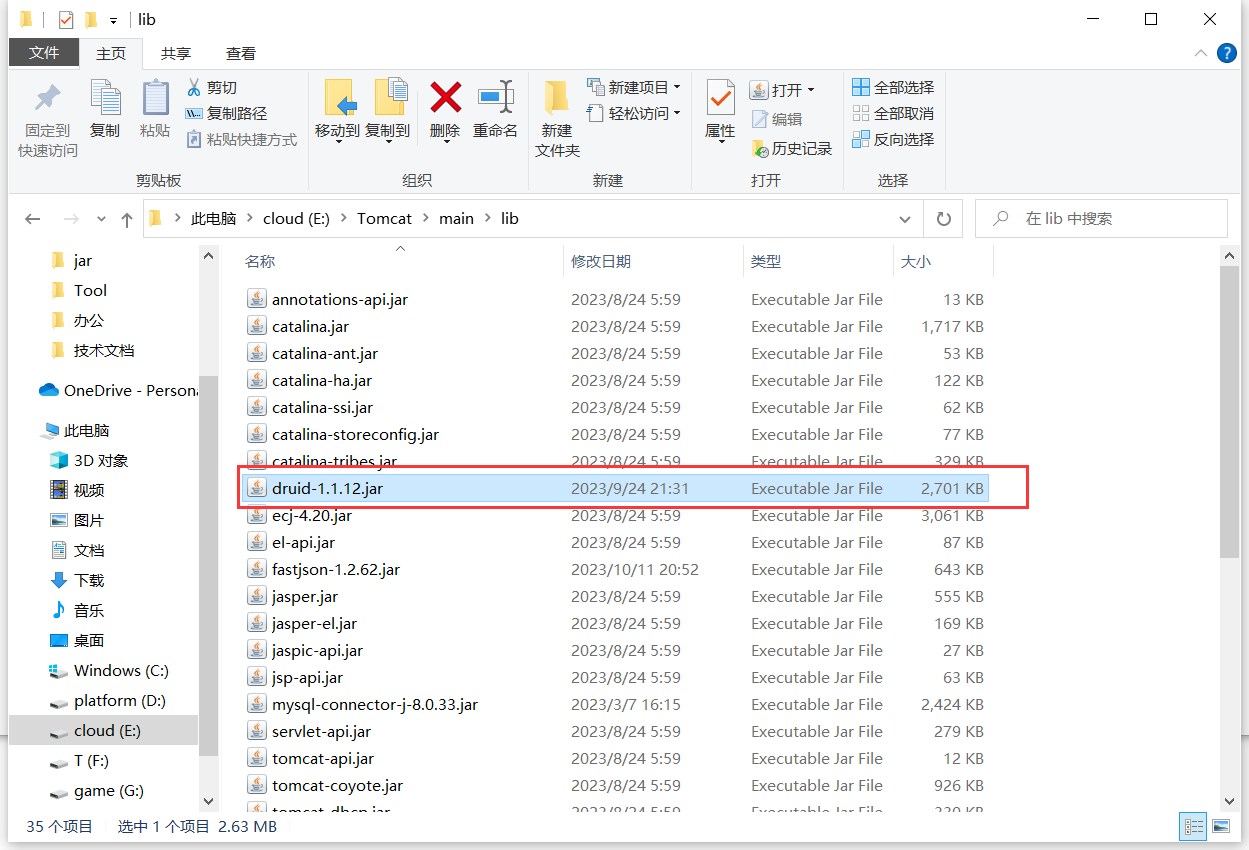 lib
文件 主页 共享 查看
固定到
快速访问
复制
粘贴
剪切
复制路径
粘贴快捷方式
剪贴板
移动到 复制到 删除 重命名
组织
新建
文件夹
新建项目
轻松访问
新建
属性
打开
编辑
历史记录
打开
全部选择
全部取消
反向选择
选择
此电脑 cloud (E:) Tomcat main lib
在 lib 中搜索
jar
Tool
办公
技术文档
OneDrive - Persona
此电脑
3D 对象
视频
图片
文档
下载
音乐
桌面
Windows (C:)
platform (D:)
cloud (E:)
T (F:)
game (G:)
名称 修改日期 类型 大小
annotations-api.jar 2023/8/24 5:59 Executable Jar File 13 KB
catalina.jar 2023/8/24 5:59 Executable Jar File 1,717 KB
catalina-ant.jar 2023/8/24 5:59 Executable Jar File 53 KB
catalina-ha.jar 2023/8/24 5:59 Executable Jar File 122 KB
catalina-ssi.jar 2023/8/24 5:59 Executable Jar File 62 KB
catalina-storeconfig.jar 2023/8/24 5:59 Executable Jar File 77 KB
catalina-tribes.jar 2023/8/24 5:59 Executable Jar File 329 KB
druid-1.1.12.jar 2023/9/24 21:31 Executable Jar File 2,701 KB
ecj-4.20.jar 2023/8/24 5:59 Executable Jar File 3,061 KB
el-api.jar 2023/8/24 5:59 Executable Jar File 87 KB
fastjson-1.2.62.jar 2023/10/11 20:52 Executable Jar File 643 KB
jasper.jar 2023/8/24 5:59 Executable Jar File 555 KB
jasper-el.jar 2023/8/24 5:59 Executable Jar File 169 KB
jaspic-api.jar 2023/8/24 5:59 Executable Jar File 27 KB
jsp-api.jar 2023/8/24 5:59 Executable Jar File 63 KB
mysql-connector-j-8.0.33.jar 2023/3/7 16:15 Executable Jar File 2,424 KB
servlet-api.jar 2023/8/24 5:59 Executable Jar File 279 KB
tomcat-api.jar 2023/8/24 5:59 Executable Jar File 12 KB
tomcat-coyote.jar 2023/8/24 5:59 Executable Jar File 926 KB
tomcat-dbcp.jar 2023/8/24 5:59 Executable Jar File 330 KB
35 个项目 选中 1 个项目 2.63 MB